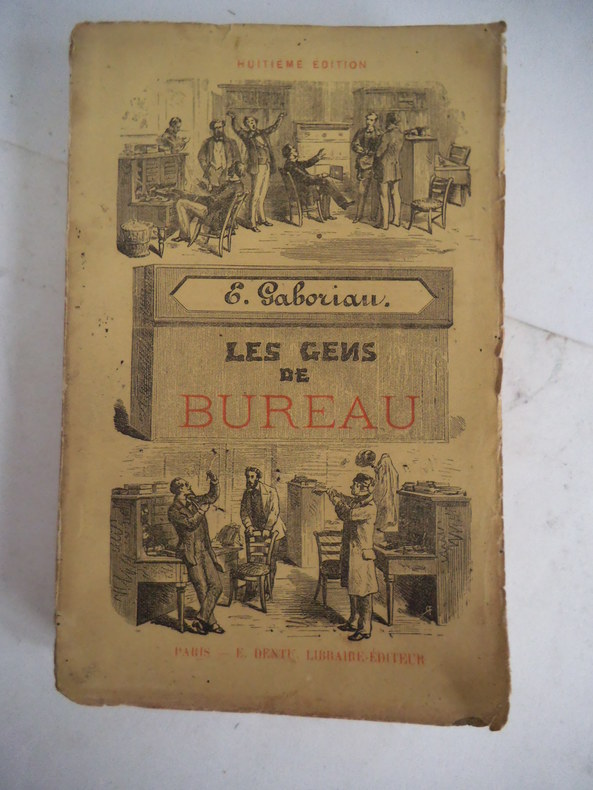 HUITIÈME ÉDITION
E. Gaboriau.
LES GENS
DE
BUREAU
PARIS — E. DENTU, LIBRAIRE-ÉDITEUR